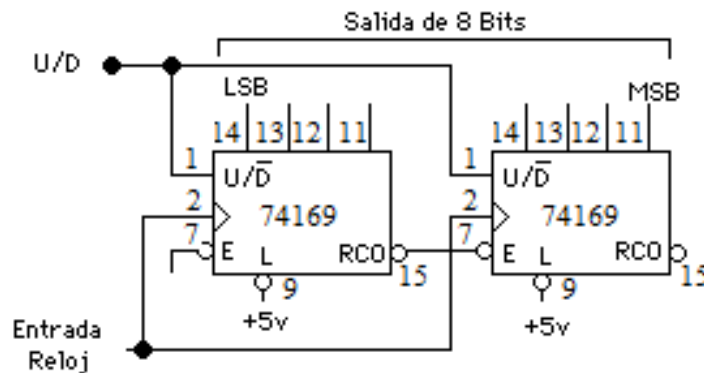 Salida de 8 Bits
U/D
LSB
MSB
14 13 12 11
14 13 12 11
1
U/D̅
1
U/D̅
2
74169
2
74169
7
E
L
RCO
15
7
E
L
RCO
15
9
+5v
9
+5v
Entrada
Reloj